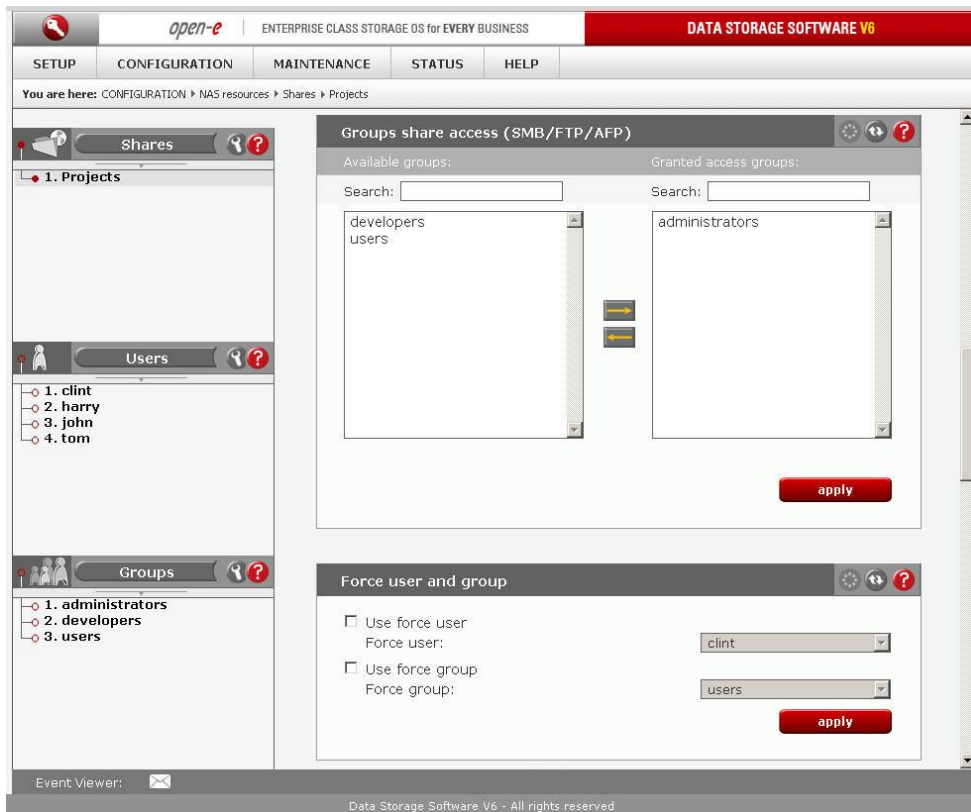 open-e ENTERPRISE CLASS STORAGE OS for EVERY BUSINESS DATA STORAGE SOFTWARE V6
SETUP CONFIGURATION MAINTENANCE STATUS HELP
You are here: CONFIGURATION NAS resources Shares Projects
Shares
1. Projects
Users
1. clint
2. harry
3. john
4. tom
Groups
1. administrators
2. developers
3. users
Groups share access (SMB/FTP/AFP)
Available groups: Granted access groups:
Search: Search:
developers administrators
users
apply
Force user and group
Use force user
Force user: clint
Use force group
Force group: users
apply
Event Viewer:
Data Storage Software V6 - All rights reserved